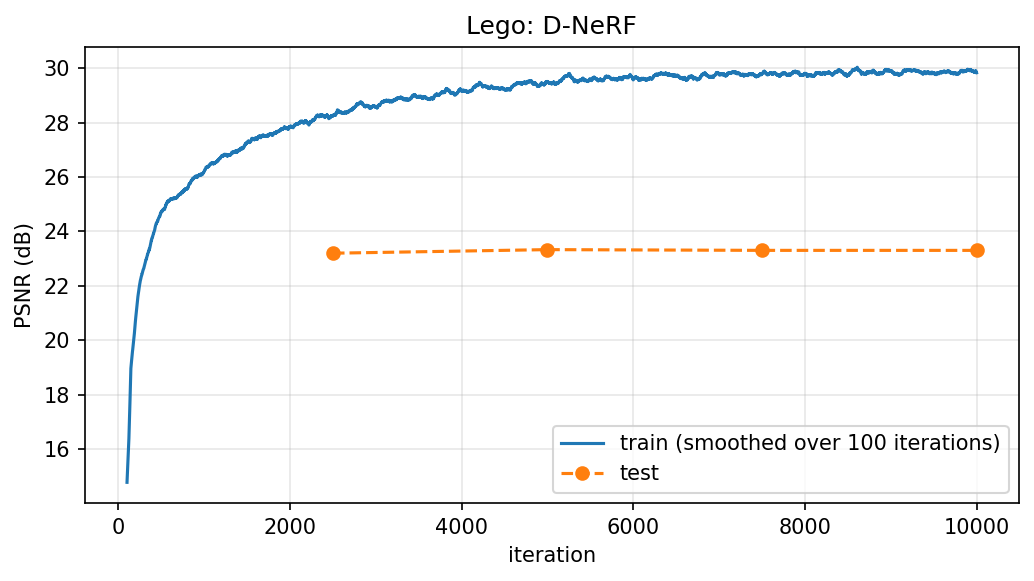 Lego: D-NeRF
PSNR (dB)
30
28
26
24
22
20
18
16
train (smoothed over 100 iterations)
test
0
2000
4000
6000
8000
10000
iteration